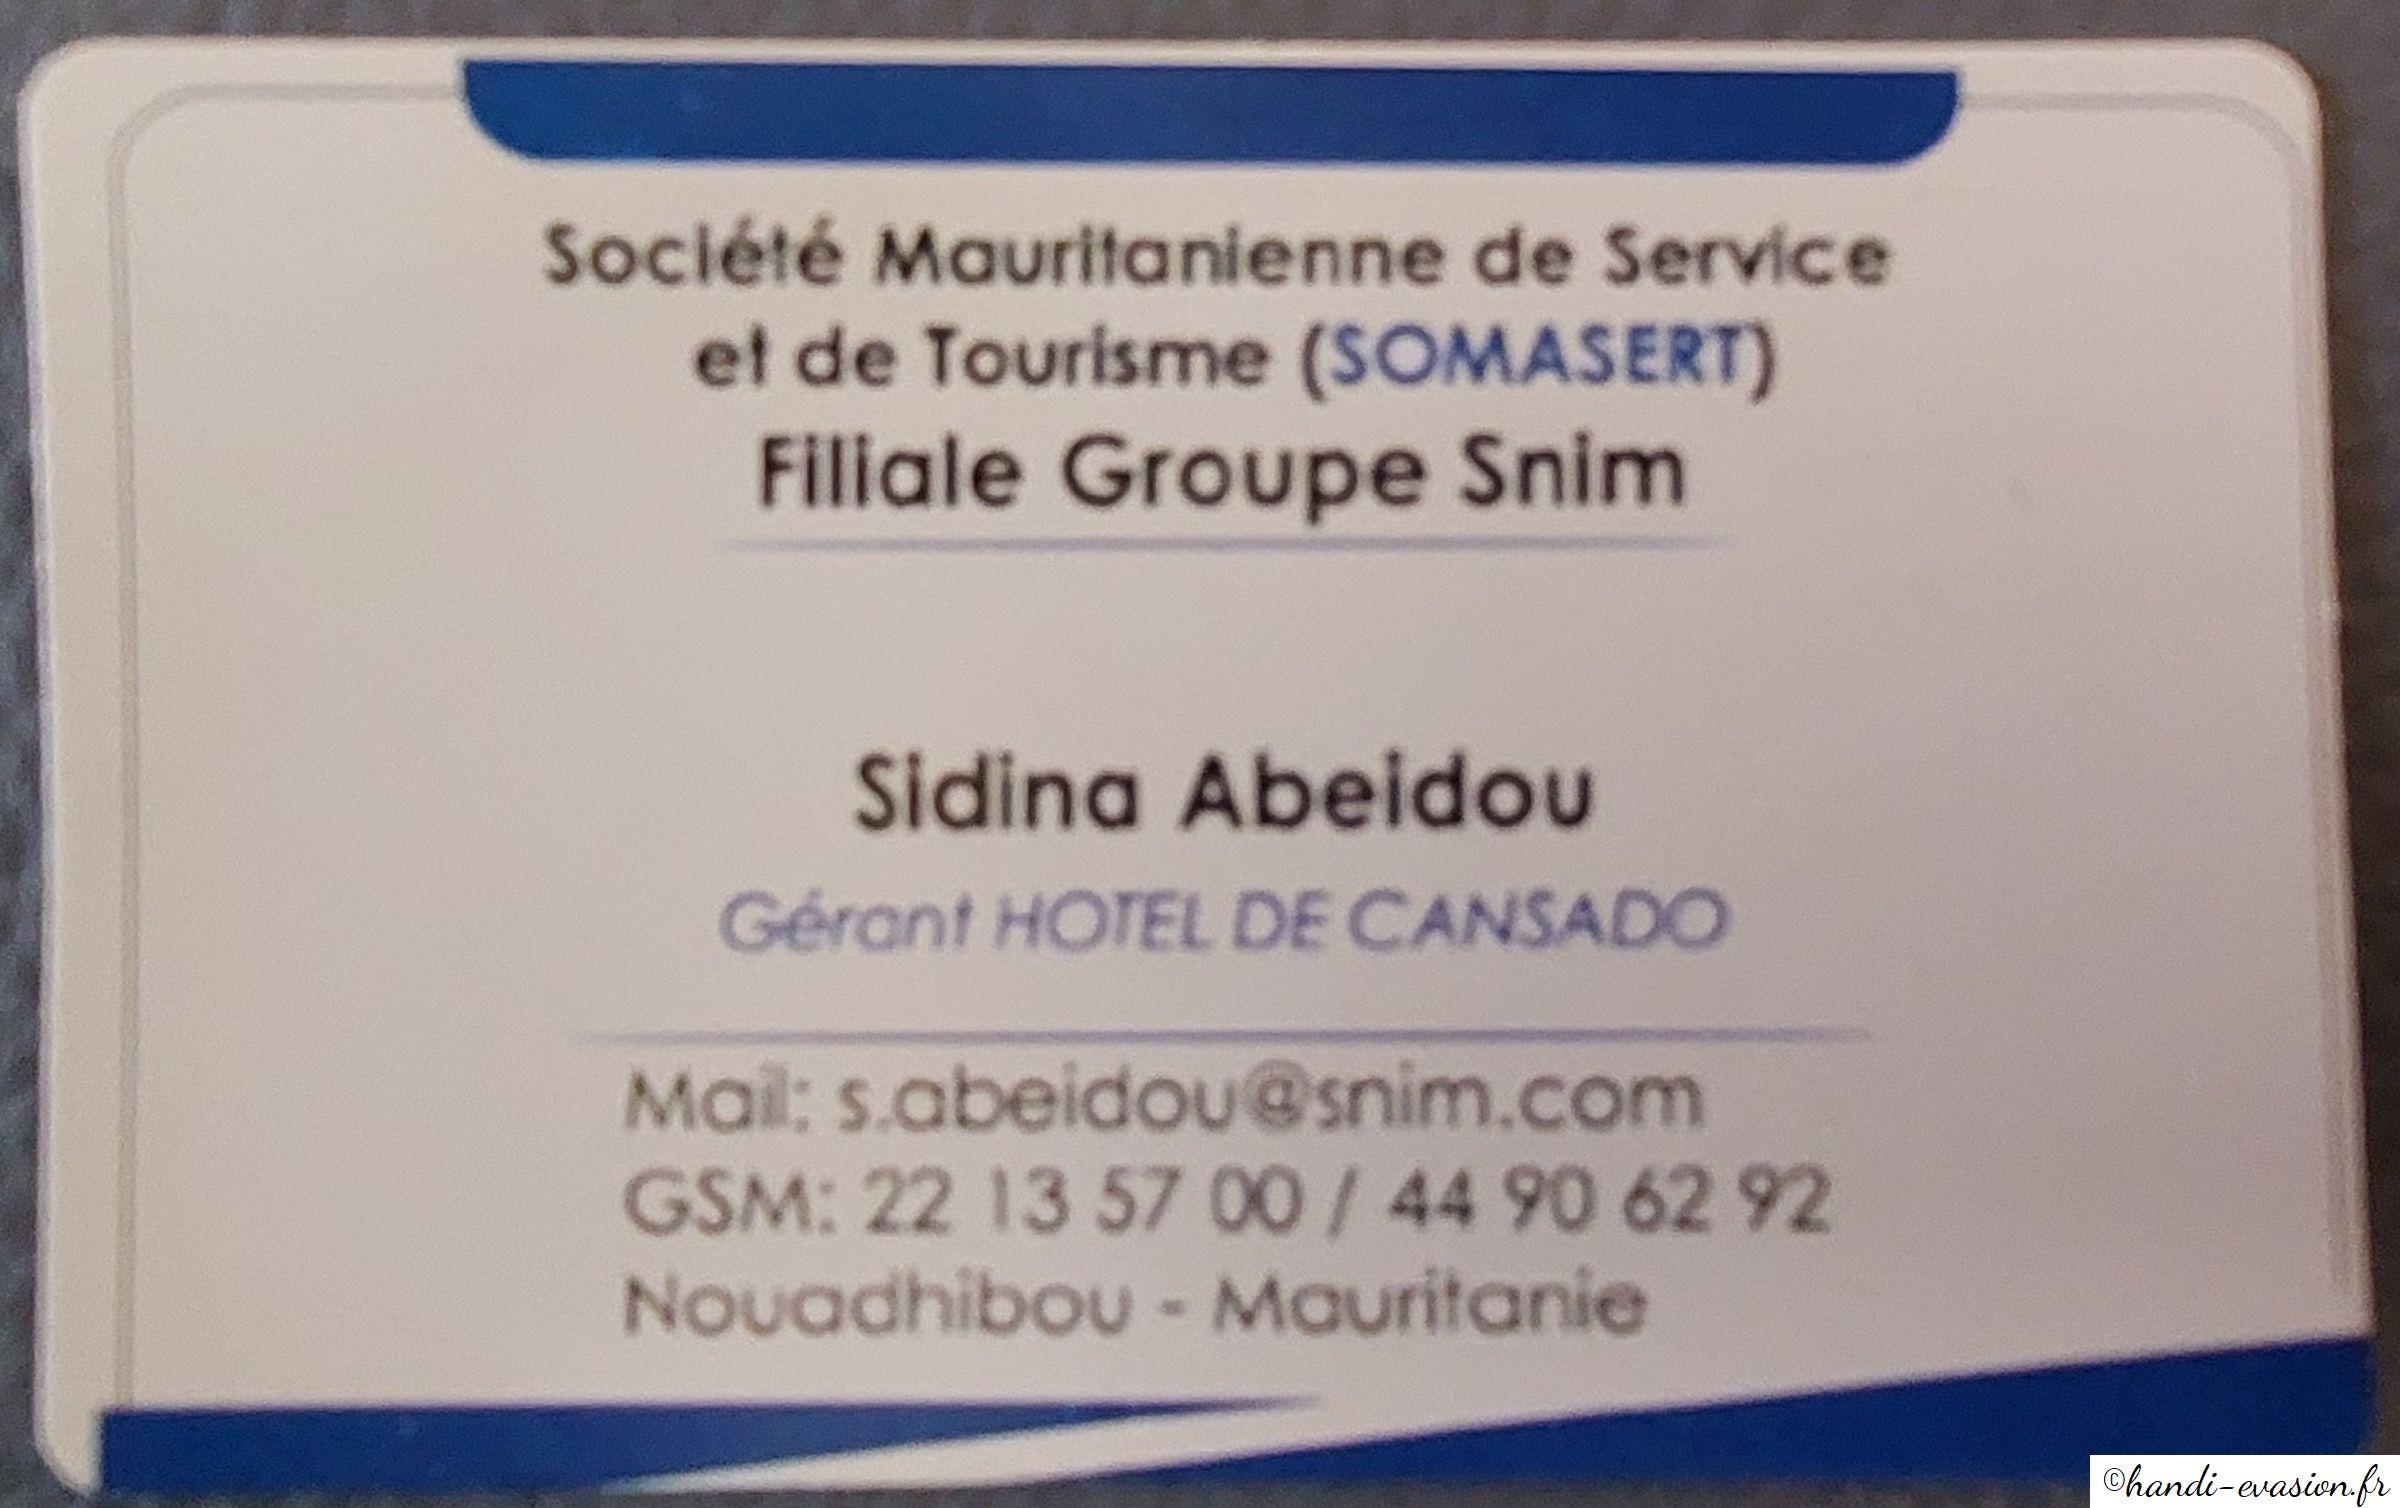 Société Mauritanienne de Service
et de Tourisme (SOMASERT)
Filiale Groupe Snim
Sidina Abeidou
Gérant HOTEL DE CANSADO
Mail: s.abeidou@snim.com
GSM: 22 13 57 00 / 44 90 62 92
Nouadhibou - Mauritanie
©handi-evasion.fr